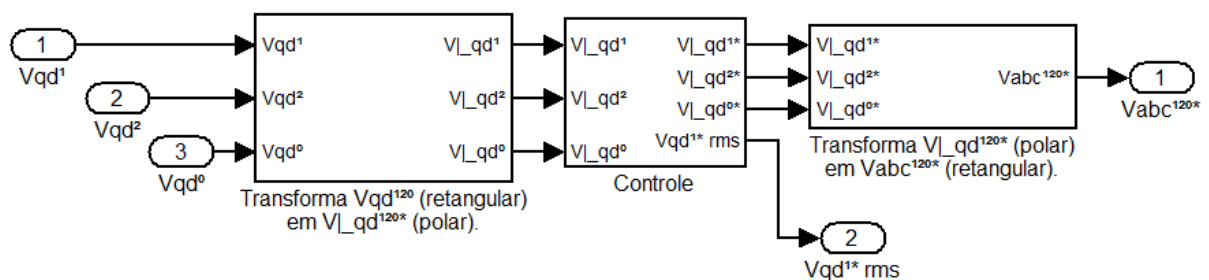 1
Vqd¹
2
Vqd²
3
Vqd⁰
Vqd¹
Vqd²
Vqd⁰
V|_qd¹
V|_qd²
V|_qd⁰
Transforma Vqd¹²⁰ (retangular)
em V|_qd¹²⁰* (polar).
V|_qd¹
V|_qd²
V|_qd⁰
V|_qd¹*
V|_qd²*
V|_qd⁰*
Vqd¹* rms
Controle
V|_qd¹*
V|_qd²*
V|_qd⁰*
Vabc¹²⁰*
Transforma V|_qd¹²⁰* (polar)
em Vabc¹²⁰* (retangular).
1
Vabc¹²⁰*
2
Vqd¹* rms